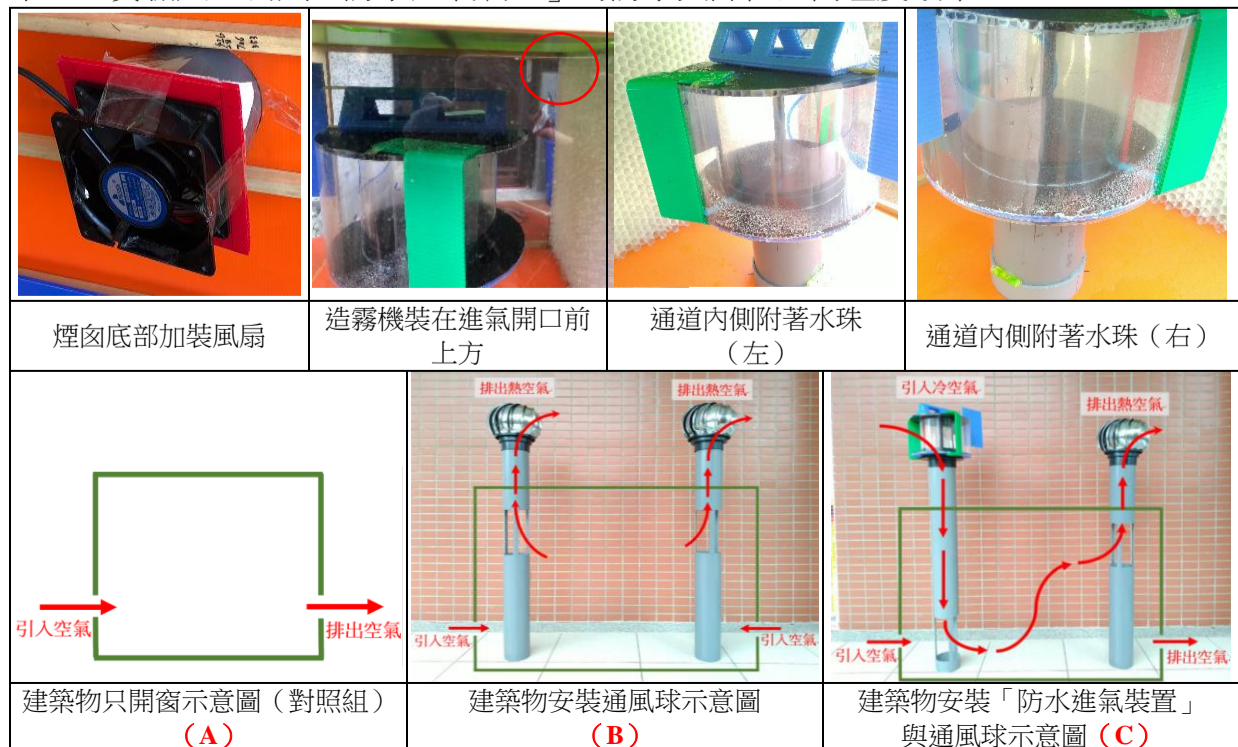 煙囪底部加裝風扇
造霧機裝在進氣開口前
上方
通道內側附著水珠
（左）
通道內側附著水珠（右）
引入空氣
排出空氣
排出熱空氣
排出熱空氣
引入空氣
引入空氣
引入冷空氣
排出熱空氣
引入空氣
排出空氣
建築物只開窗示意圖（對照組）
（A）
建築物安裝通風球示意圖
（B）
建築物安裝「防水進氣裝置」
與通風球示意圖（C）